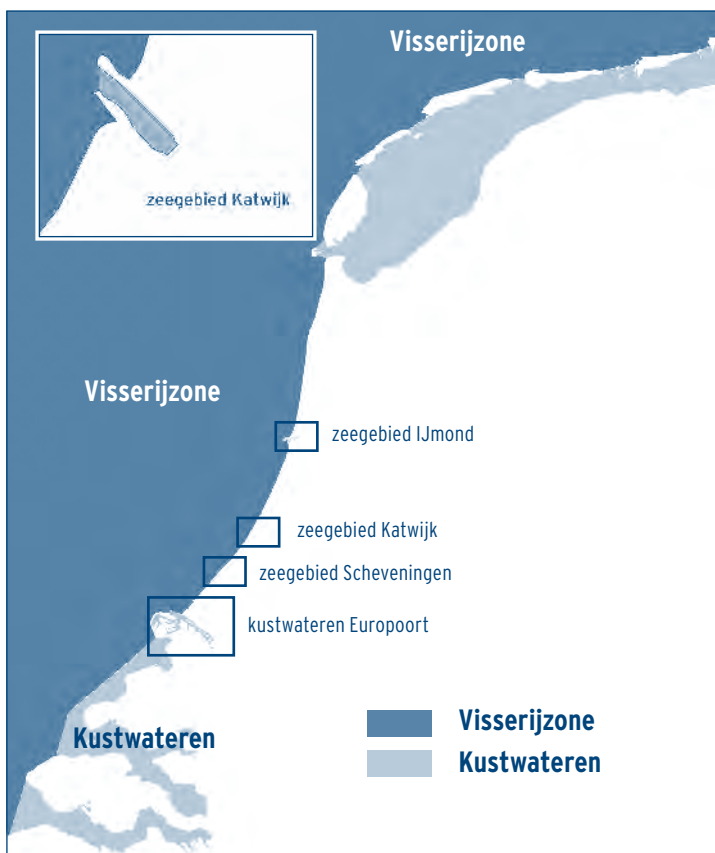 Visserijzone
zeegebied Katwijk
Visserijzone
zeegebied IJmond
zeegebied Katwijk
zeegebied Scheveningen
kustwateren Europoort
Kustwateren
Visserijzone
Kustwateren